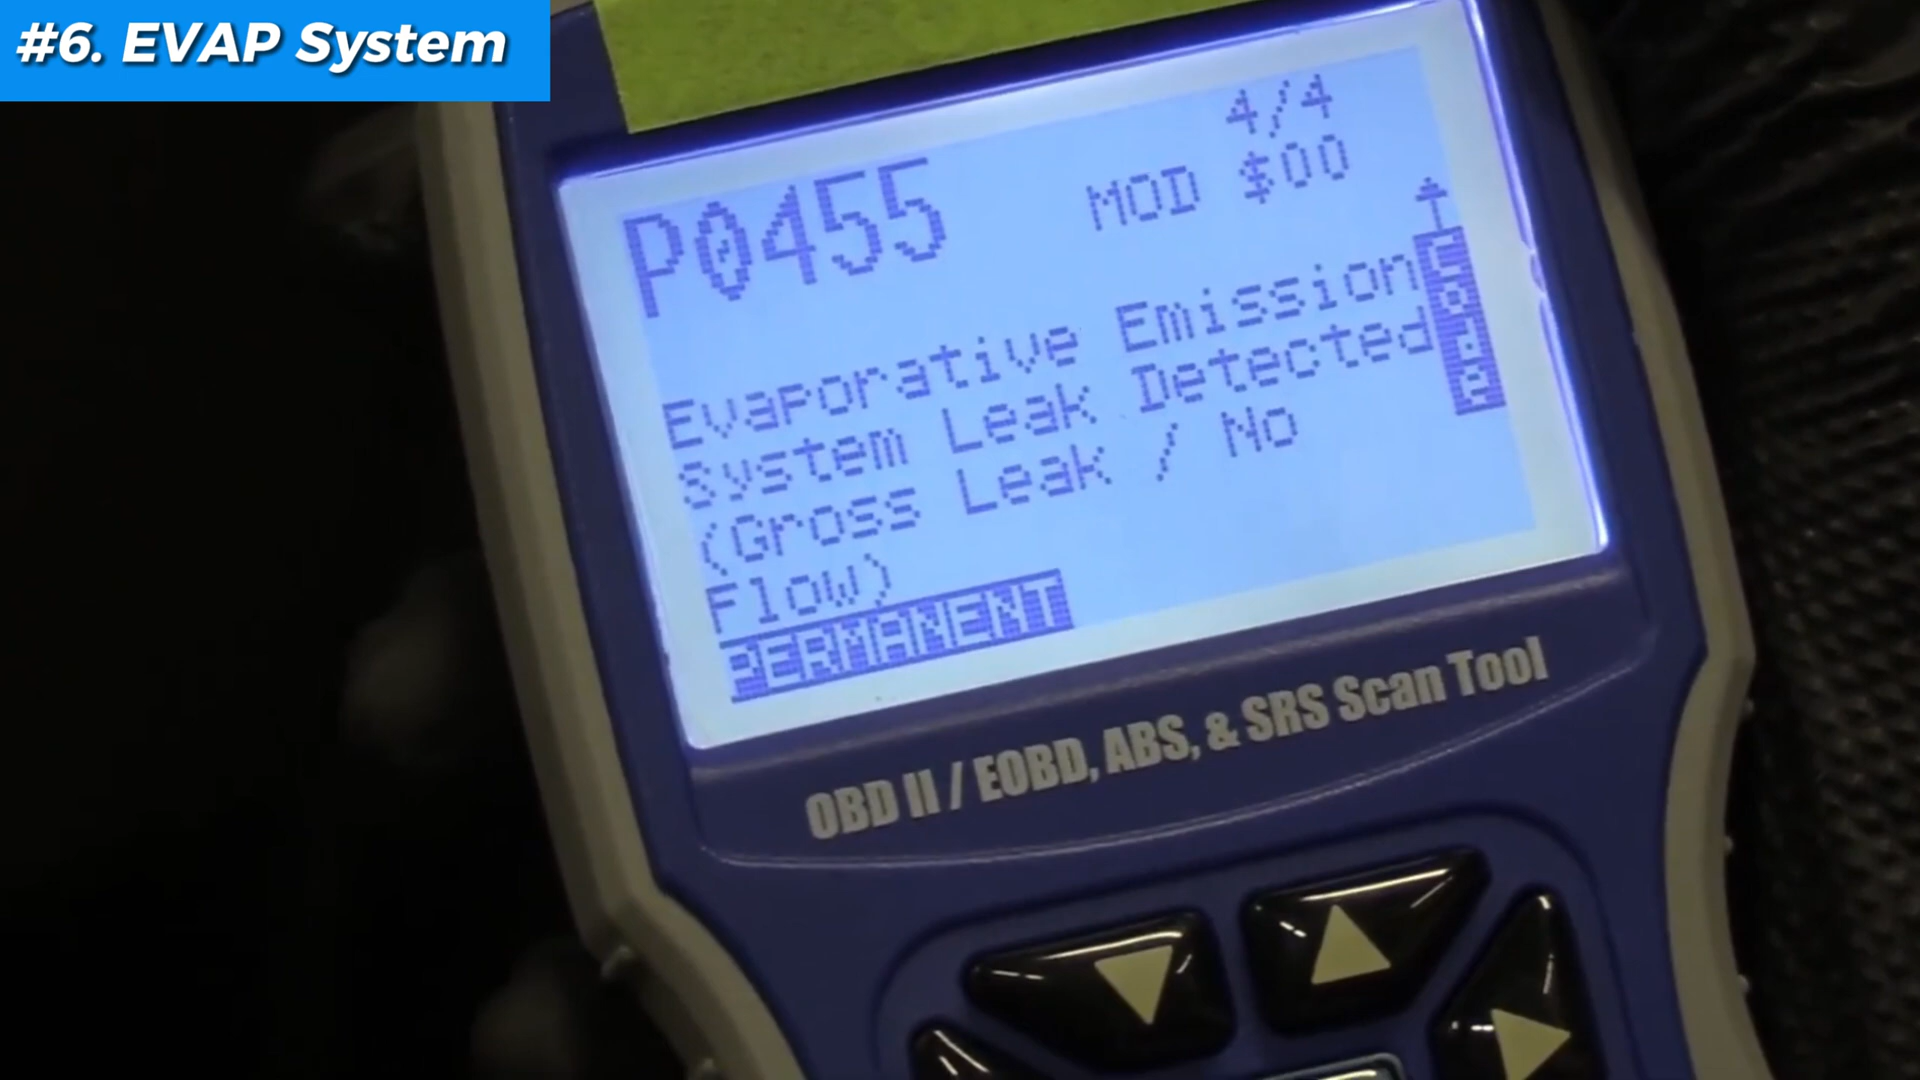 #6. EVAP System
4/4
P0455 MOD $00
Evaporative Emission
System Leak Detected
(Gross Leak / No
Flow)
PERMANENT
Code
OBD II / EOBD, ABS, & SRS Scan Tool